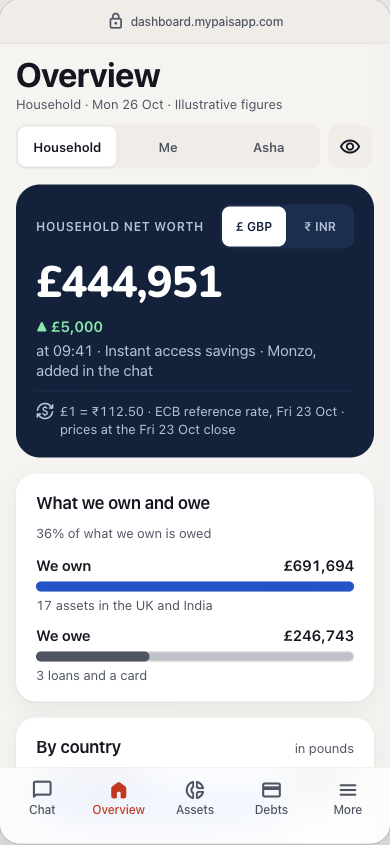 dashboard.mypaisapp.com
Overview
Household · Mon 26 Oct · Illustrative figures
Household Me Asha
HOUSEHOLD NET WORTH £ GBP ₹ INR
£444,951
▲ £5,000
at 09:41 · Instant access savings · Monzo,
added in the chat
£1 = ₹112.50 · ECB reference rate, Fri 23 Oct ·
prices at the Fri 23 Oct close
What we own and owe
36% of what we own is owed
We own £691,694
17 assets in the UK and India
We owe £246,743
3 loans and a card
By country in pounds
Chat Overview Assets Debts More